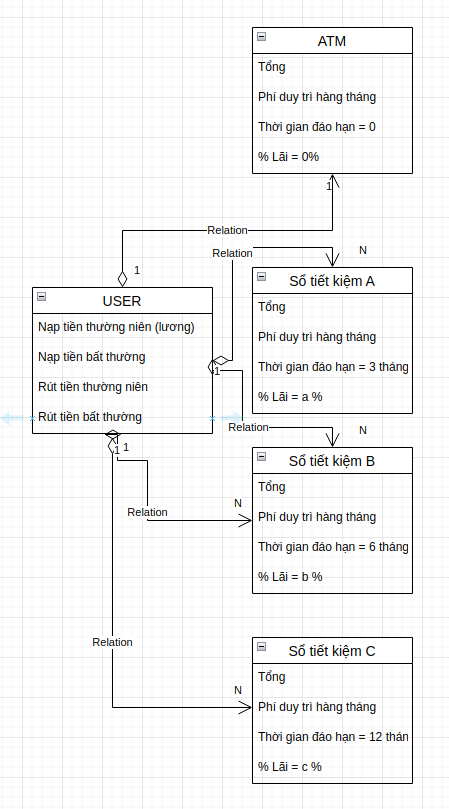 ATM
Tổng
Phí duy trì hàng tháng
Thời gian đáo hạn = 0
% Lãi = 0%
1
Relation
Relation
N
1
Sổ tiết kiệm A
Tổng
Phí duy trì hàng tháng
Thời gian đáo hạn = 3 tháng
% Lãi = a %
USER
Nạp tiền thường niên (lương)
Nạp tiền bất thường
Rút tiền thường niên
Rút tiền bất thường
1
Relation
N
1
1
Sổ tiết kiệm B
Tổng
Phí duy trì hàng tháng
Thời gian đáo hạn = 6 tháng
% Lãi = b %
N
Relation
Relation
N
Sổ tiết kiệm C
Tổng
Phí duy trì hàng tháng
Thời gian đáo hạn = 12 thán
% Lãi = c %